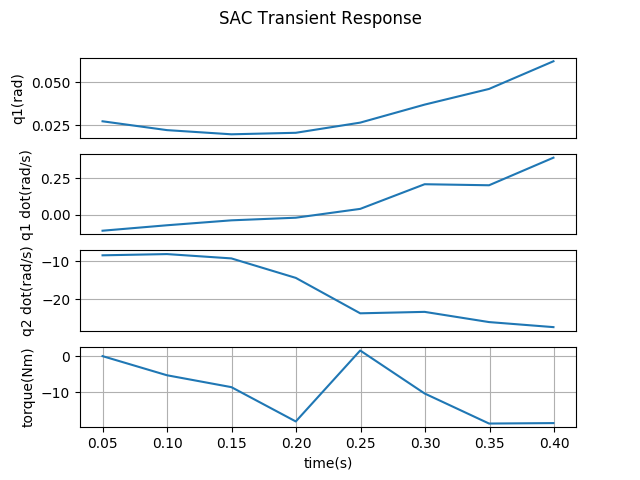 SAC Transient Response
q1(rad)
0.050
0.025
q1 dot(rad/s)
0.25
0.00
q2 dot(rad/s)
−10
−20
torque(Nm)
0
−10
0.05 0.10 0.15 0.20 0.25 0.30 0.35 0.40
time(s)